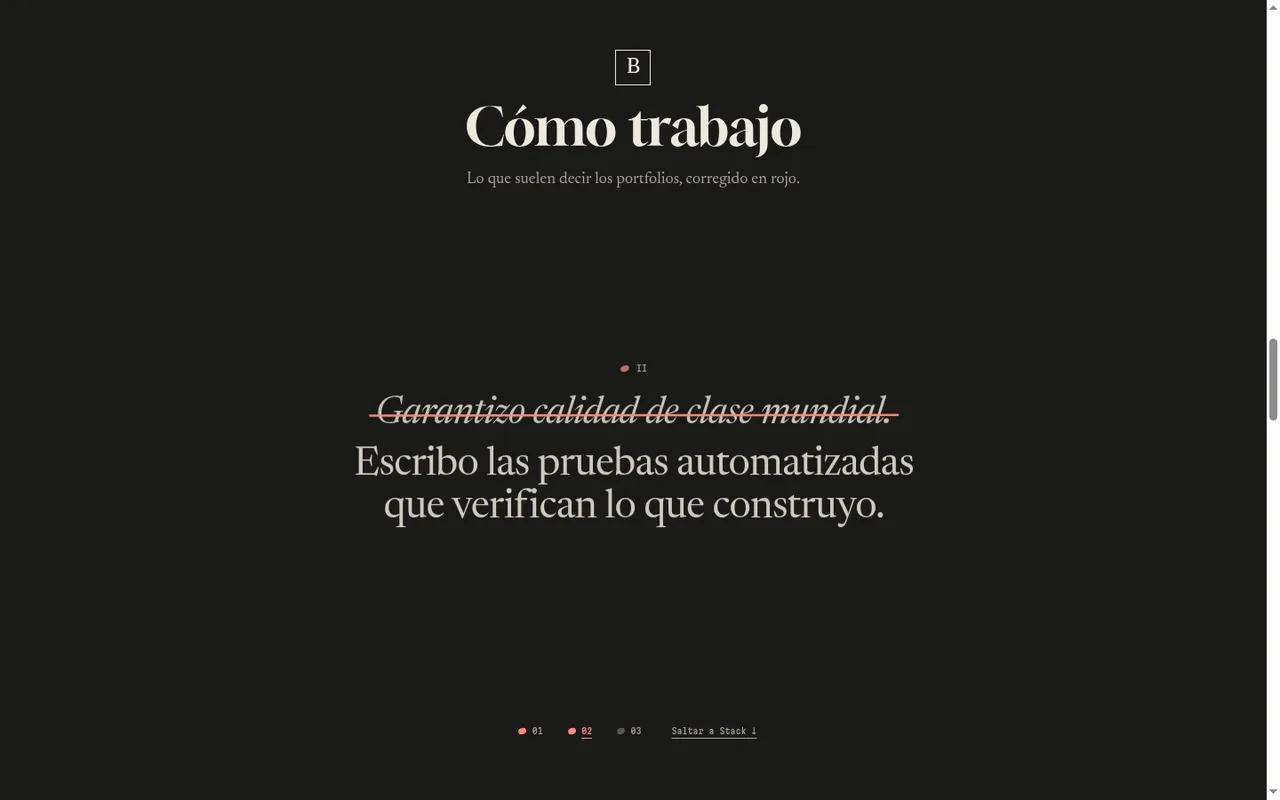 B
Cómo trabajo
Lo que suelen decir los portfolios, corregido en rojo.
II
Garantizo calidad de clase mundial.
Escribo las pruebas automatizadas
que verifican lo que construyo.
01 02 03 Saltar a Stack ↓